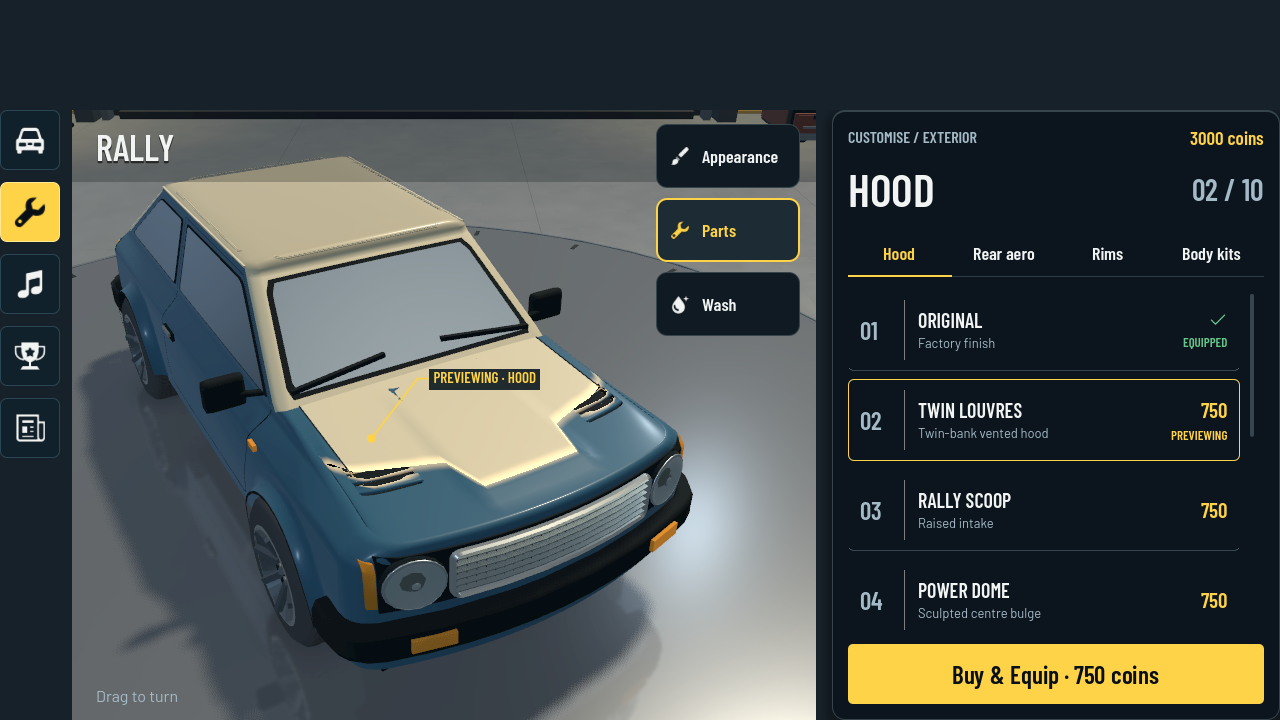 RALLY
Appearance
Parts
Wash
PREVIEWING · HOOD
Drag to turn
CUSTOMISE / EXTERIOR
3000 coins
HOOD
02 / 10
Hood
Rear aero
Rims
Body kits
01
ORIGINAL
Factory finish
EQUIPPED
02
TWIN LOUVRES
Twin-bank vented hood
750
PREVIEWING
03
RALLY SCOOP
Raised intake
750
04
POWER DOME
Sculpted centre bulge
750
Buy & Equip · 750 coins